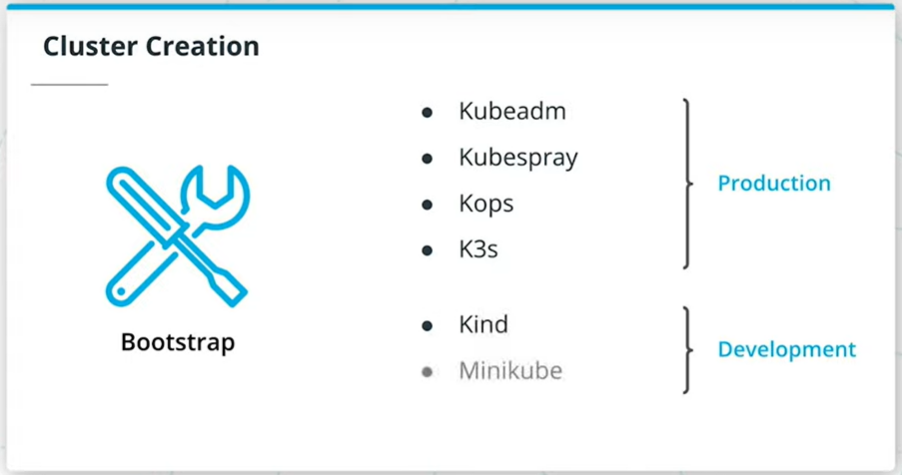 Cluster Creation
Kubeadm
Kubespray
Kops
K3s
Production
Bootstrap
Kind
Minikube
Development